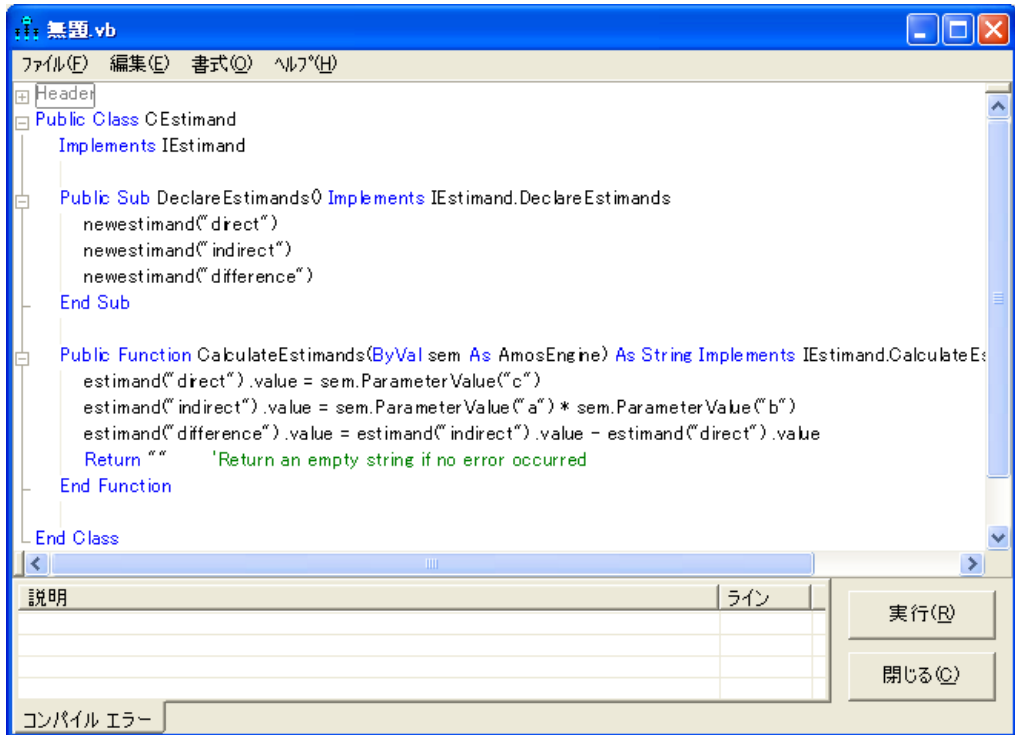 無題.vb
ファイル(F) 編集(E) 書式(O) ヘルプ(H)
Header
Public Class CEstimand
Implements IEstimand
Public Sub DeclareEstimands() Implements IEstimand.DeclareEstimands
newestimand("direct")
newestimand("indirect")
newestimand("difference")
End Sub
Public Function CalculateEstimands(ByVal sem As AmosEngine) As String Implements IEstimand.CalculateEs
estimand("direct").value = sem.ParameterValue("c")
estimand("indirect").value = sem.ParameterValue("a") * sem.ParameterValue("b")
estimand("difference").value = estimand("indirect").value - estimand("direct").value
Return "" 'Return an empty string if no error occurred
End Function
End Class
説明 ライン
実行(R)
閉じる(C)
コンパイル エラー